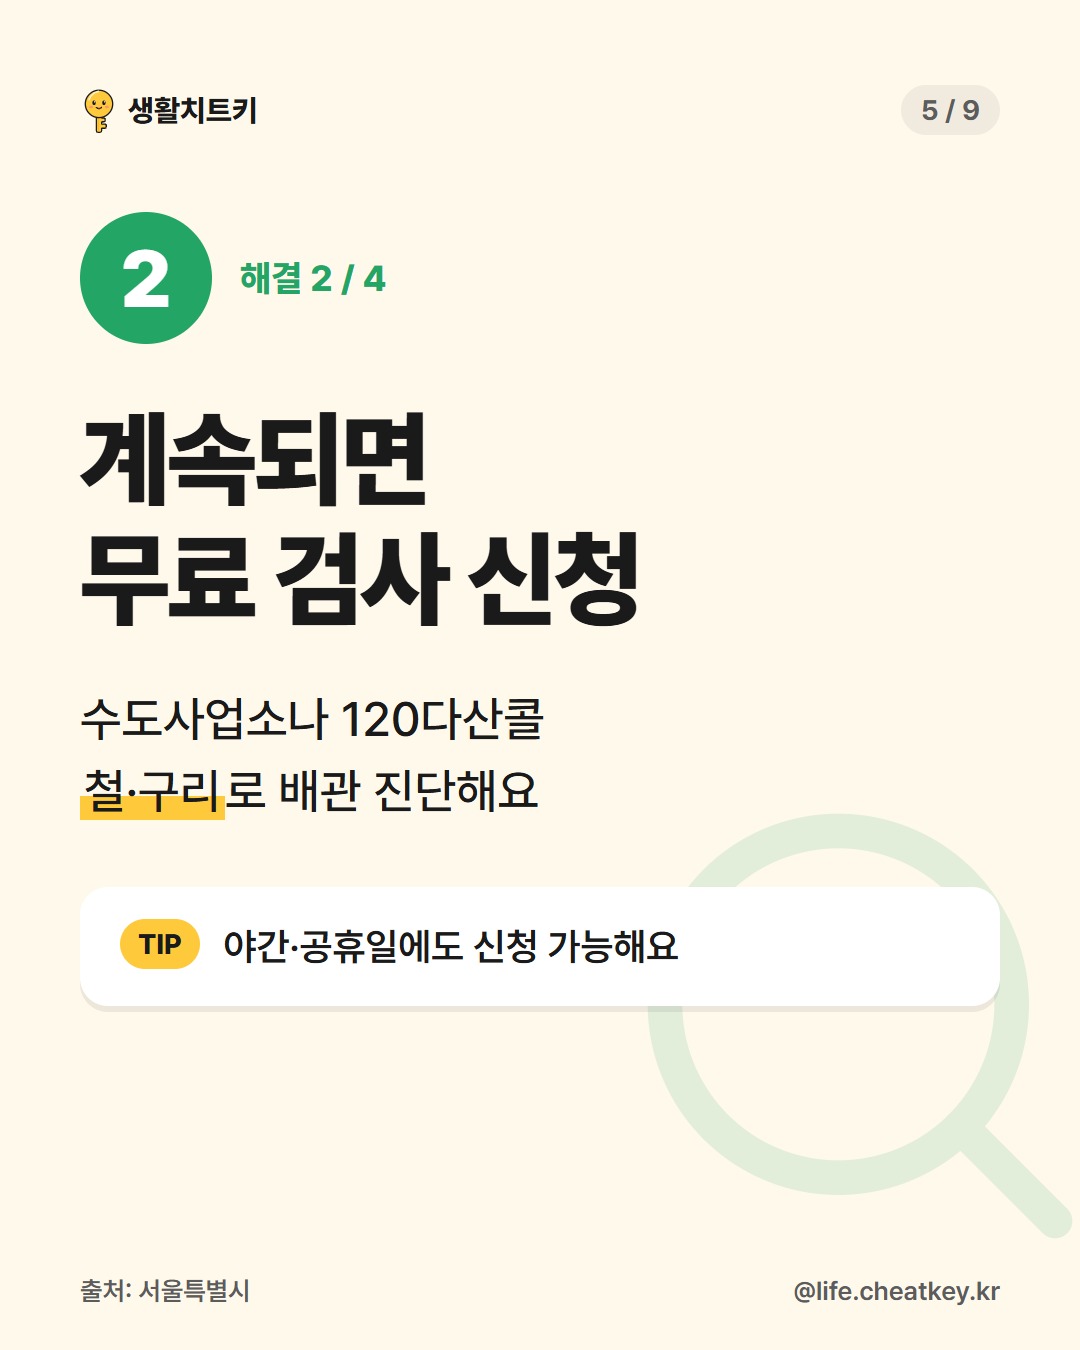 생활치트키
5 / 9
2
해결 2 / 4
계속되면
무료 검사 신청
수도사업소나 120다산콜
철·구리로 배관 진단해요
TIP 야간·공휴일에도 신청 가능해요
출처: 서울특별시
@life.cheatkey.kr